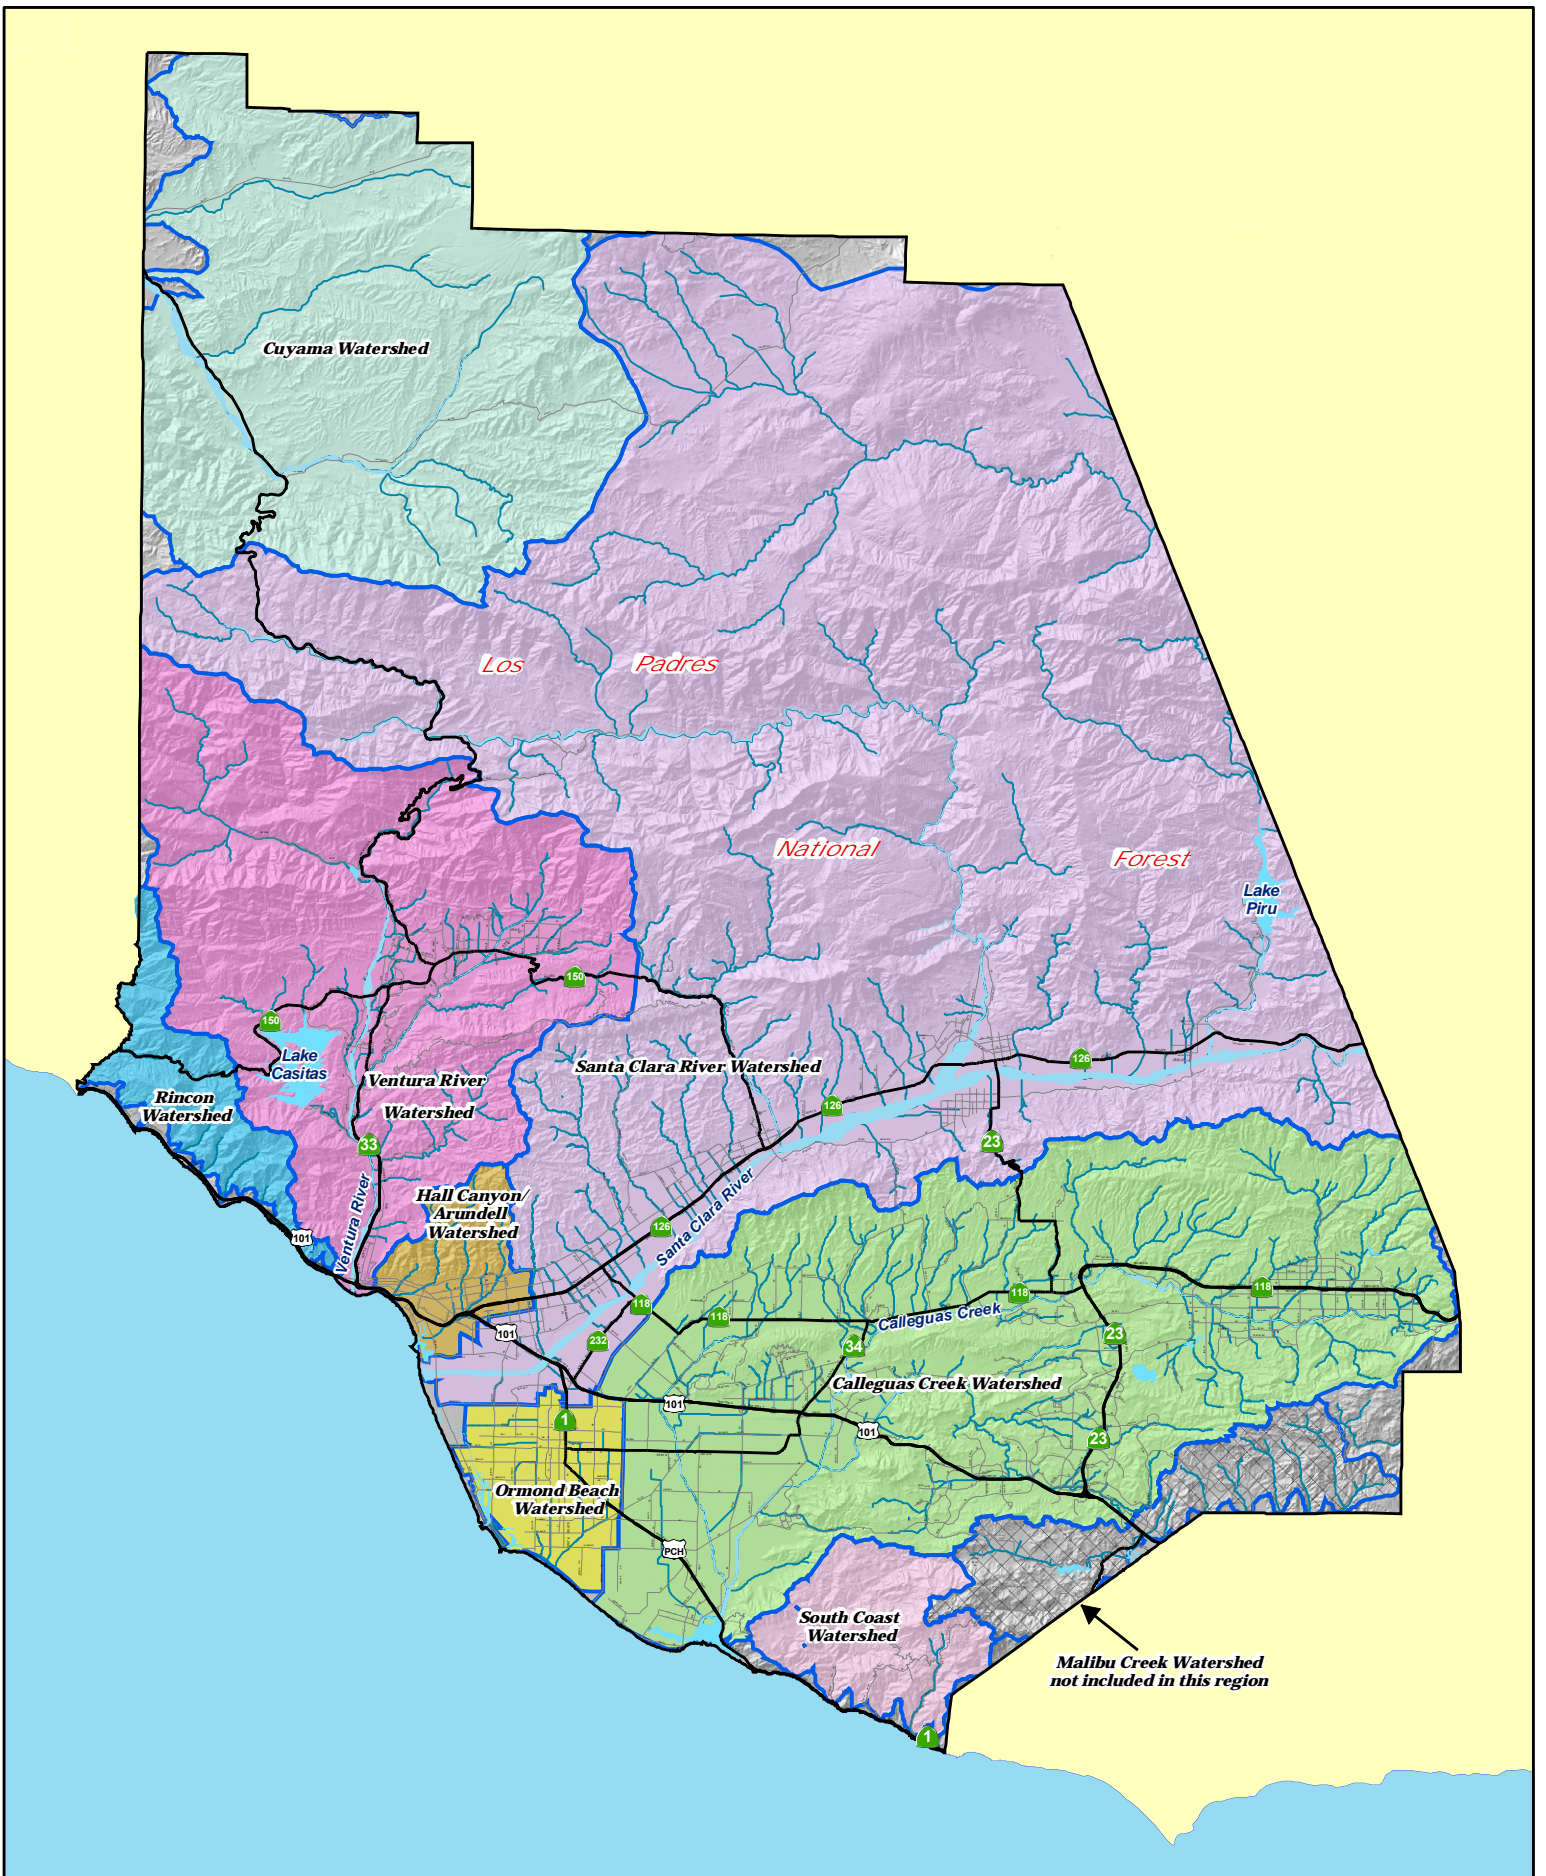 Cuyama Watershed
Los
Padres
National
Forest
Lake
Piru
150
150
Lake
Casitas
Ventura River
Watershed
Santa Clara River Watershed
126
126
Rincon
Watershed
33
23
Hall Canyon/
Arundell
Watershed
Ventura River
101
126
Santa Clara River
118
118
118
118
Calleguas Creek
101
232
34
23
Calleguas Creek Watershed
101
1
101
23
Ormond Beach
Watershed
PCH
South Coast
Watershed
Malibu Creek Watershed
not included in this region
1